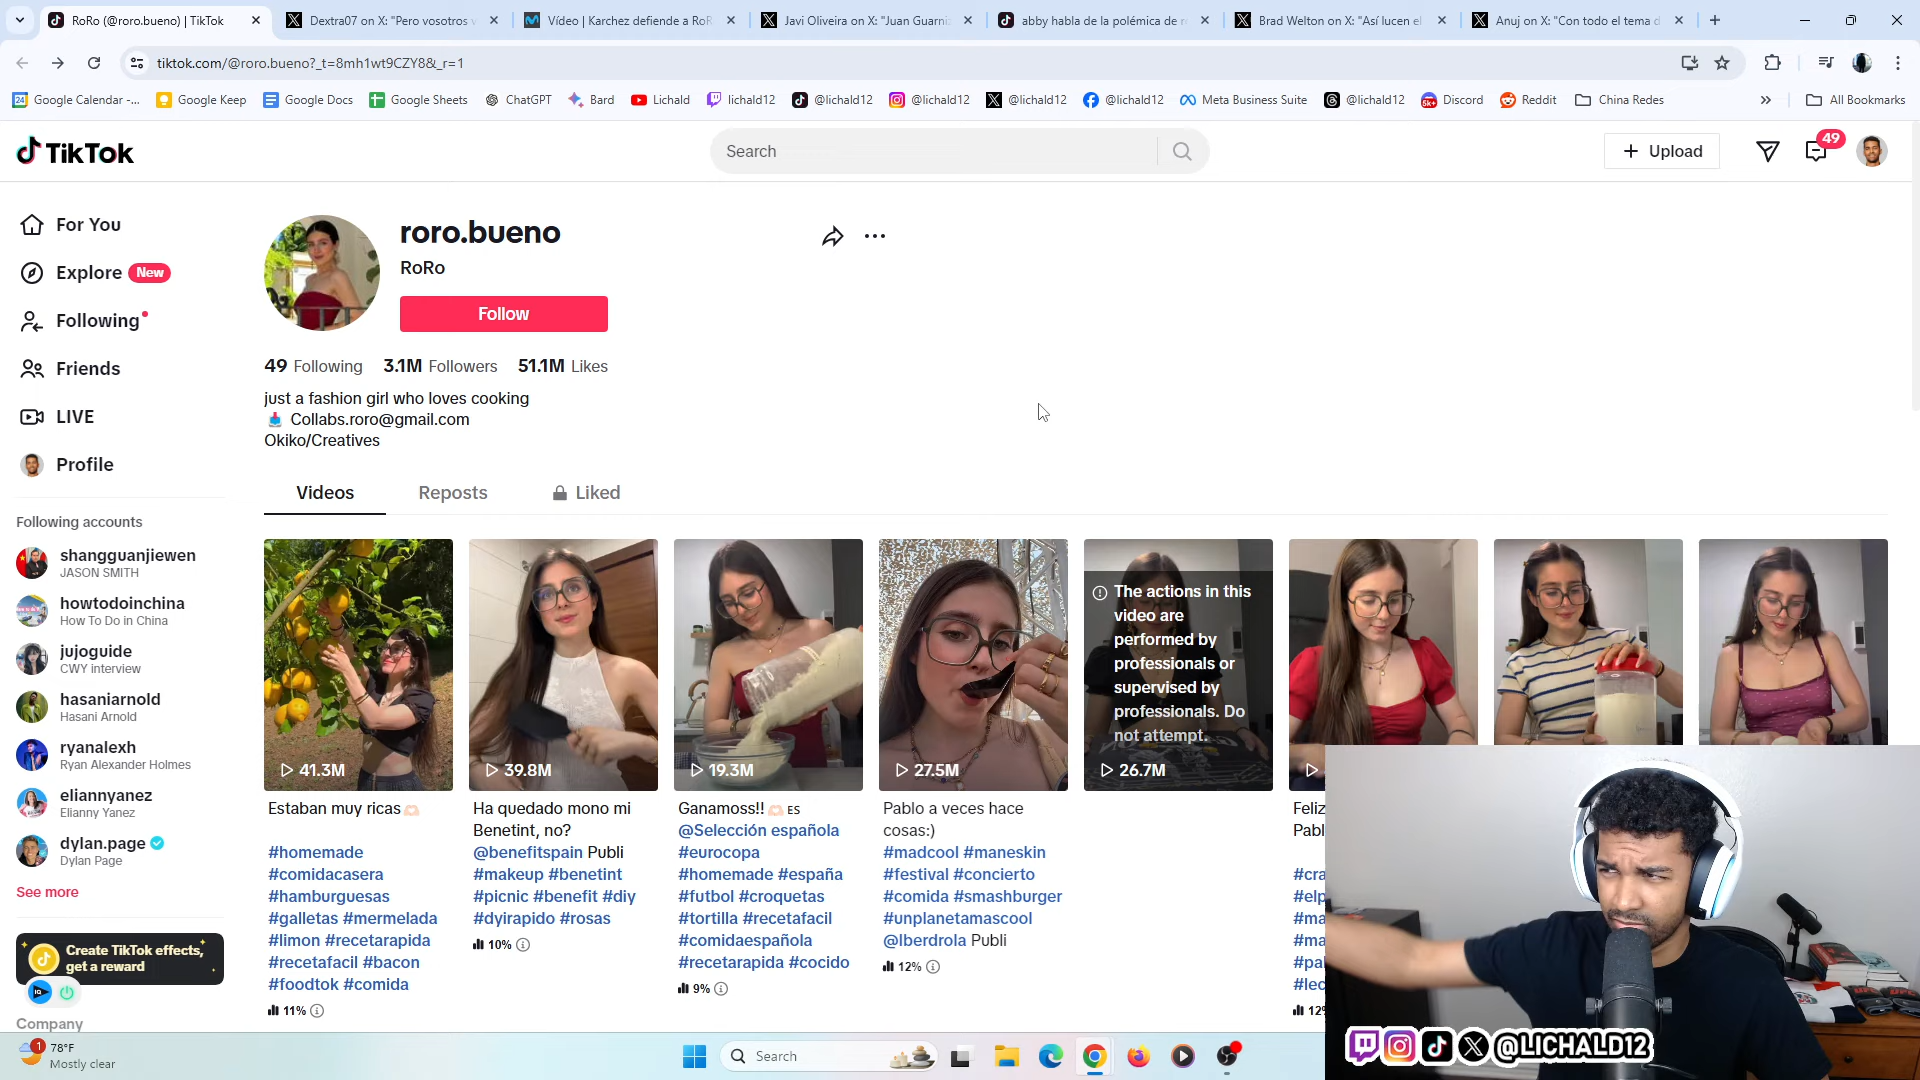 RoRo (@roro.bueno) | TikTok
Dextra07 on X: "Pero vosotros v
Vídeo | Karchez defiende a RoR
Javi Oliveira on X: "Juan Guarni
abby habla de la polémica de r
Brad Welton on X: "Así lucen el
Anuj on X: "Con todo el tema d
tiktok.com/@roro.bueno?_t=8mh1wt9CZY8&_r=1
Google Calendar -...
Google Keep
Google Docs
Google Sheets
ChatGPT
Bard
Lichald
lichald12
@lichald12
@lichald12
@lichald12
@lichald12
Meta Business Suite
@lichald12
Discord
Reddit
China Redes
All Bookmarks
TikTok
Search
Upload
49
For You
Explore New
Following
Friends
LIVE
Profile
Following accounts
shangguanjiewen
JASON SMITH
howtodoinchina
How To Do in China
jujoguide
CWY interview
hasaniarnold
Hasani Arnold
ryanalexh
Ryan Alexander Holmes
eliannyanez
Elianny Yanez
dylan.page
Dylan Page
See more
Create TikTok effects,
get a reward
Company
roro.bueno
RoRo
Follow
49 Following 3.1M Followers 51.1M Likes
just a fashion girl who loves cooking
📩 Collabs.roro@gmail.com
Okiko/Creatives
Videos
Reposts
Liked
41.3M
Estaban muy ricas🫶🏻
#homemade
#comidacasera
#hamburguesas
#galletas #mermelada
#limon #recetarapida
#recetafacil #bacon
#foodtok #comida
11%
39.8M
Ha quedado mono mi
Benetint, no?
@benefitspain Publi
#makeup #benetint
#picnic #benefit #diy
#dyirapido #rosas
10%
19.3M
Ganamoss!!🫶🏻 ES
@Selección española
#eurocopa
#homemade #españa
#futbol #croquetas
#tortilla #recetafacil
#comidaespañola
#recetarapida #cocido
9%
27.5M
Pablo a veces hace
cosas:)
#madcool #maneskin
#festival #concierto
#comida #smashburger
#unplanetamascool
@Iberdrola Publi
12%
The actions in this
video are
performed by
professionals or
supervised by
professionals. Do
not attempt.
26.7M
Feliz
Pabl
#cra
#elp
#ma
#ma
#pa
#lec
12%
@LICHALD12
1
78°F
Mostly clear
Search